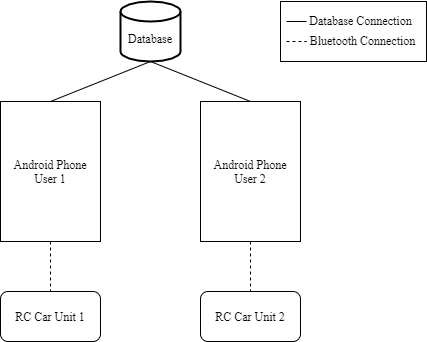 Database
Database Connection
Bluetooth Connection
Android Phone
User 1
Android Phone
User 2
RC Car Unit 1
RC Car Unit 2